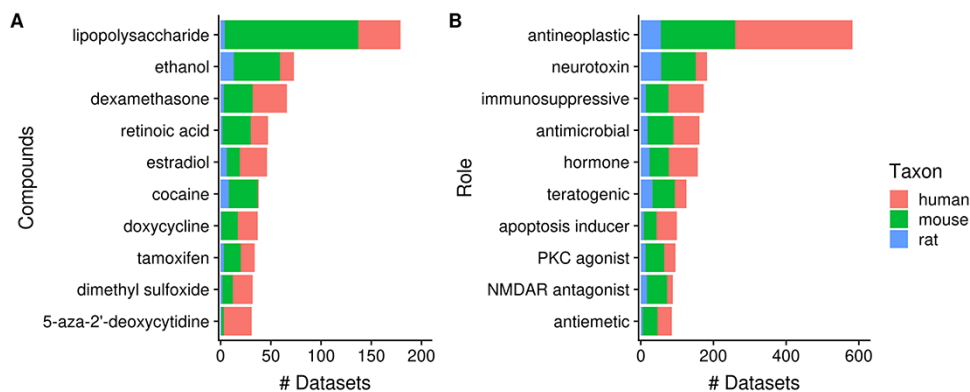 A
Compounds
lipopolysaccharide
ethanol
dexamethasone
retinoic acid
estradiol
cocaine
doxycycline
tamoxifen
dimethyl sulfoxide
5-aza-2'-deoxycytidine
0 50 100 150 200
# Datasets
B
Role
antineoplastic
neurotoxin
immunosuppressive
antimicrobial
hormone
teratogenic
apoptosis inducer
PKC agonist
NMDAR antagonist
antiemetic
0 200 400 600
# Datasets
Taxon
human
mouse
rat